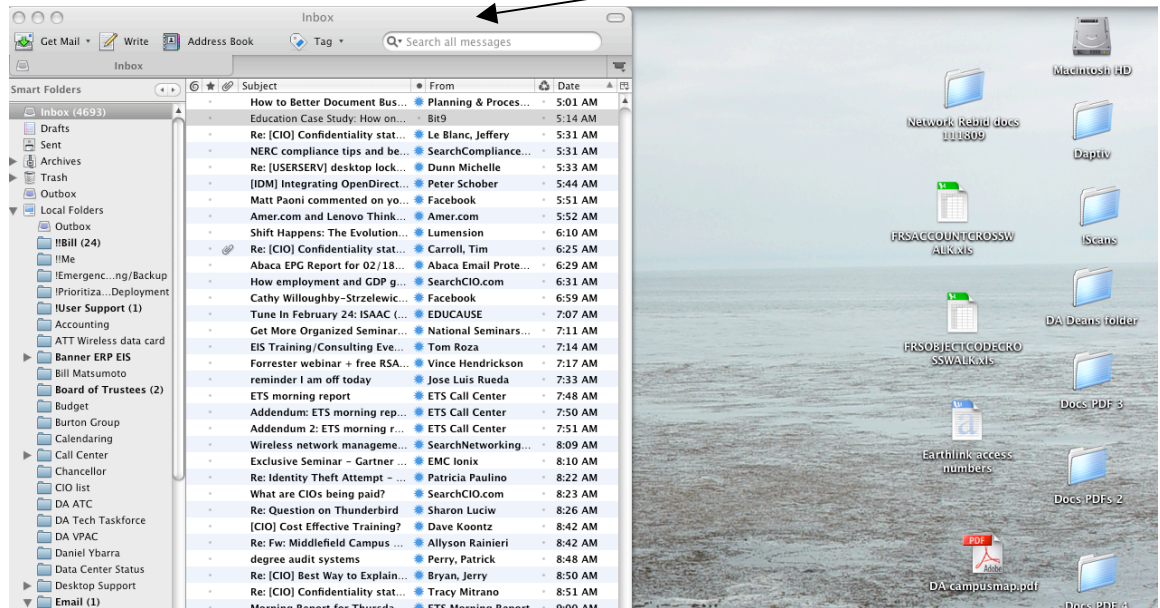 Inbox
Get Mail Write Address Book Tag Search all messages
Inbox
Smart Folders Subject From Date
Inbox (4693)
Drafts
Sent
Archives
Trash
Outbox
Local Folders
Outbox
!!Bill (24)
!!Me
!Emergenc...ng/Backup
!Prioritiza...Deployment
!User Support (1)
Accounting
ATT Wireless data card
Banner ERP EIS
Bill Matsumoto
Board of Trustees (2)
Budget
Burton Group
Calendaring
Call Center
Chancellor
CIO list
DA ATC
DA Tech Taskforce
DA VPAC
Daniel Ybarra
Data Center Status
Desktop Support
Email (1)
How to Better Document Bus... Planning & Proces... 5:01 AM
Education Case Study: How on... Bit9 5:14 AM
Re: [CIO] Confidentiality stat... Le Blanc, Jeffery 5:31 AM
NERC compliance tips and be... SearchCompliance... 5:31 AM
Re: [USERSERV] desktop lock... Dunn Michelle 5:33 AM
[IDM] Integrating OpenDirect... Peter Schober 5:44 AM
Matt Paoni commented on yo... Facebook 5:51 AM
Amer.com and Lenovo Think... Amer.com 5:52 AM
Shift Happens: The Evolution... Lumension 6:10 AM
Re: [CIO] Confidentiality stat... Carroll, Tim 6:25 AM
Abaca EPG Report for 02/18... Abaca Email Prote... 6:29 AM
How employment and GDP g... SearchCIO.com 6:31 AM
Cathy Willoughby-Strzelewic... Facebook 6:59 AM
Tune In February 24: ISAAC (... EDUCAUSE 7:07 AM
Get More Organized Seminar... National Seminars... 7:11 AM
EIS Training/Consulting Eve... Tom Roza 7:14 AM
Forrester webinar + free RSA... Vince Hendrickson 7:17 AM
reminder I am off today Jose Luis Rueda 7:33 AM
ETS morning report ETS Call Center 7:48 AM
Addendum: ETS morning rep... ETS Call Center 7:50 AM
Addendum 2: ETS morning r... ETS Call Center 7:51 AM
Wireless network manageme... SearchNetworking... 8:09 AM
Exclusive Seminar - Gartner ... EMC Ionix 8:10 AM
Re: Identity Theft Attempt - ... Patricia Paulino 8:22 AM
What are CIOs being paid? SearchCIO.com 8:23 AM
Re: Question on Thunderbird Sharon Luciw 8:26 AM
[CIO] Cost Effective Training? Dave Koontz 8:42 AM
Re: Fw: Middlefield Campus ... Allyson Rainieri 8:42 AM
degree audit systems Perry, Patrick 8:48 AM
Re: [CIO] Best Way to Explain... Bryan, Jerry 8:50 AM
Re: [CIO] Confidentiality stat... Tracy Mitrano 8:51 AM
Morning Report for Thursda... ETS Morning Report 9:00 AM
Macintosh HD
Network Rebid docs
111809
Daptiv
FRSACCOUNTCROSSW
ALK.xls
!Scans
DA Deans folder
FRSOBJECTCODECRO
SSWALK.xls
Docs PDF 3
Earthlink access
numbers
Docs PDFs 2
PDF
Adobe
DA campusmap.pdf
Docs PDF 4